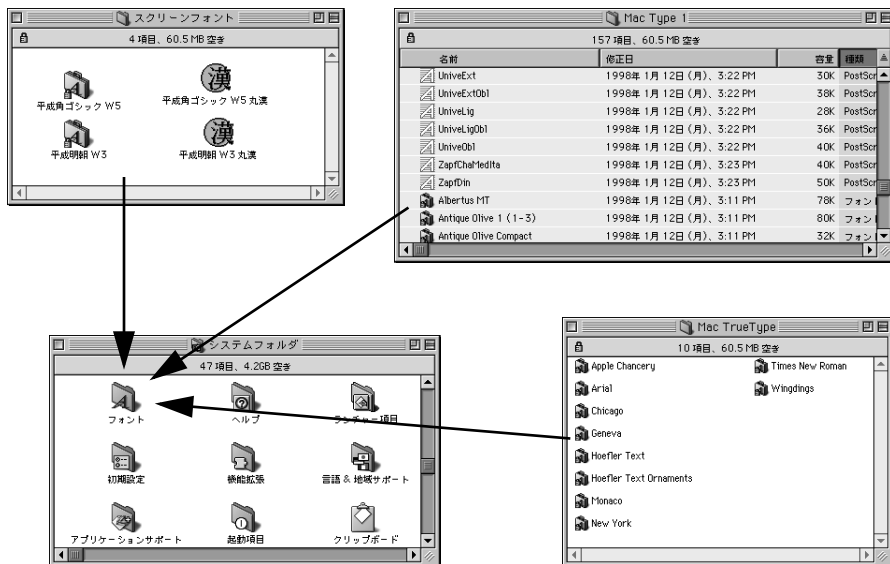 スクリーンフォント
4項目、60.5 MB 空き
平成角ゴシック W5
平成角ゴシック W5 丸漢
平成明朝 W3
平成明朝 W3 丸漢
Mac Type 1
157 項目、60.5 MB 空き
名前 修正日 容量 種類
UniveExt 1998年 1月 12日 (月)、3:22 PM 30K PostScr
UniveExtObl 1998年 1月 12日 (月)、3:22 PM 38K PostScr
UniveLig 1998年 1月 12日 (月)、3:22 PM 28K PostScr
UniveLigObl 1998年 1月 12日 (月)、3:22 PM 36K PostScr
UniveObl 1998年 1月 12日 (月)、3:22 PM 40K PostScr
ZapfChaMedIta 1998年 1月 12日 (月)、3:23 PM 40K PostScr
ZapfDin 1998年 1月 12日 (月)、3:23 PM 50K PostScr
Albertus MT 1998年 1月 12日 (月)、3:11 PM 78K フォント
Antique Olive 1 (1-3) 1998年 1月 12日 (月)、3:11 PM 80K フォント
Antique Olive Compact 1998年 1月 12日 (月)、3:11 PM 32K フォント
システムフォルダ
47 項目、4.2GB 空き
フォント
ヘルプ
ランチャー項目
初期設定
機能拡張
言語 & 地域サポート
アプリケーションサポート
起動項目
クリップボード
Mac TrueType
10 項目、60.5 MB 空き
Apple Chancery
Arial
Chicago
Geneva
Hoefler Text
Hoefler Text Ornaments
Monaco
New York
Times New Roman
Wingdings